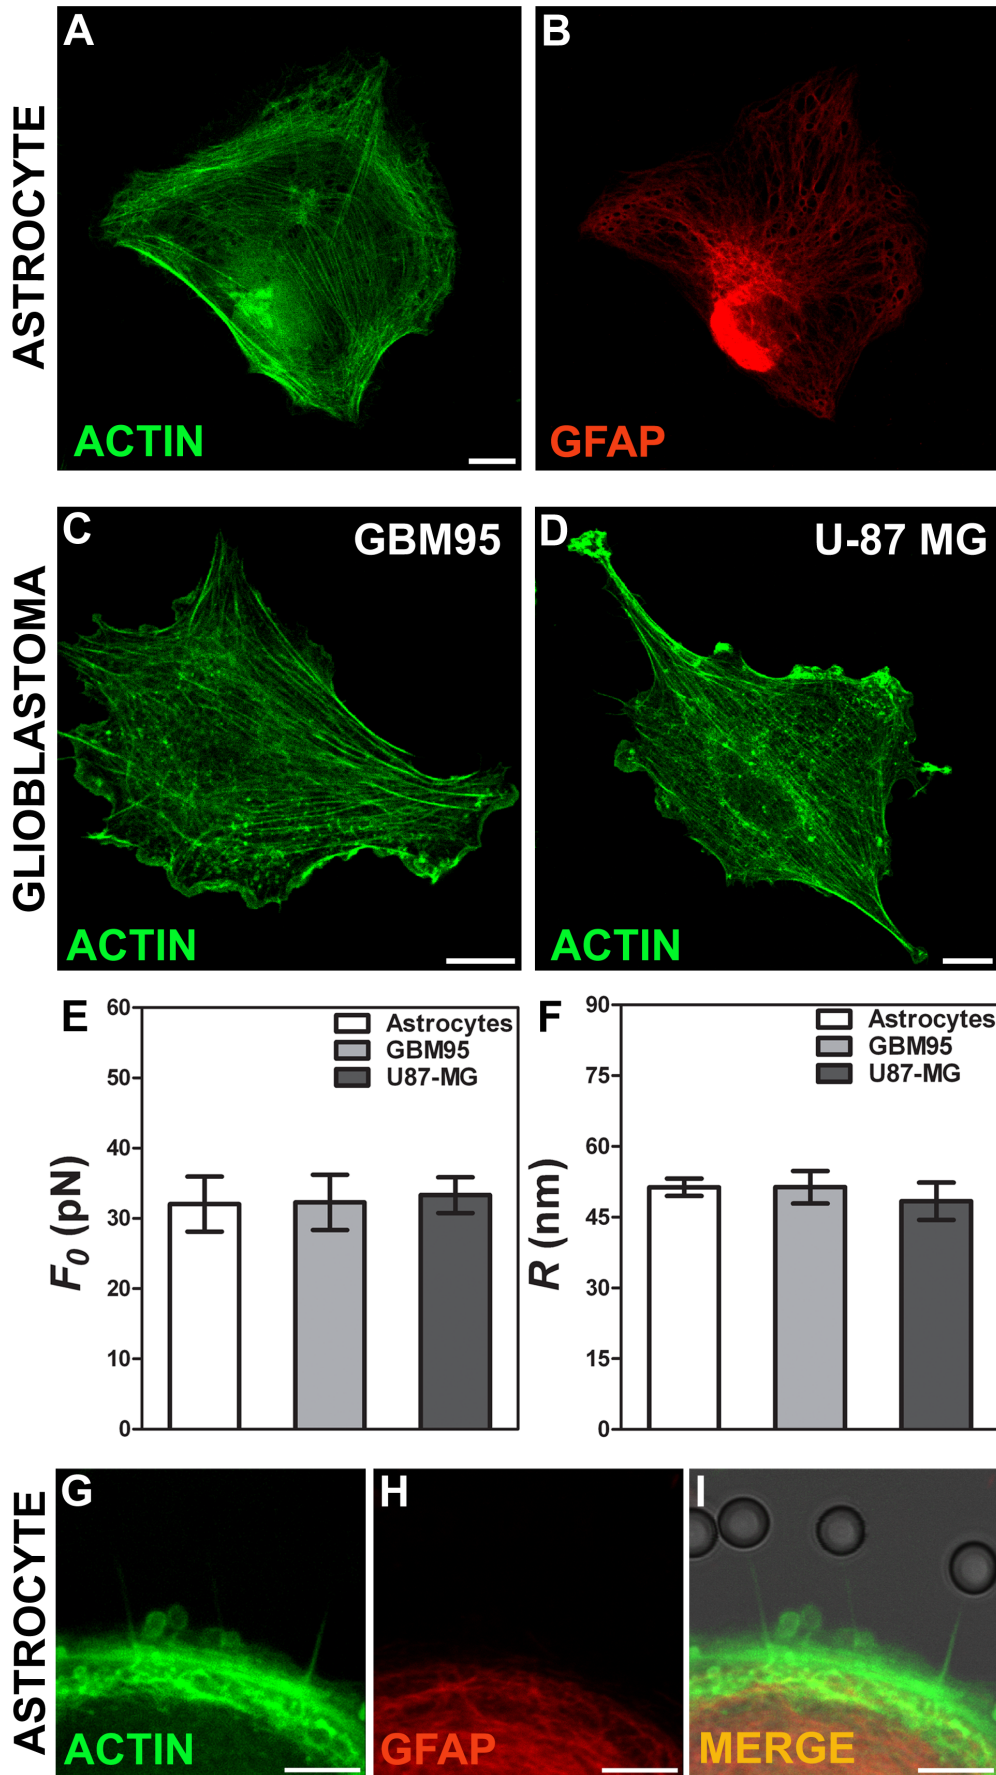 A
B
ASTROCYTE
ACTIN
GFAP
C
GBM95
D
U-87 MG
GLIOBLASTOMA
ACTIN
ACTIN
E
60
50
40
30
20
10
0
F0 (pN)
Astrocytes
GBM95
U87-MG
F
90
75
60
45
30
15
0
R (nm)
Astrocytes
GBM95
U87-MG
G
H
I
ASTROCYTE
ACTIN
GFAP
MERGE